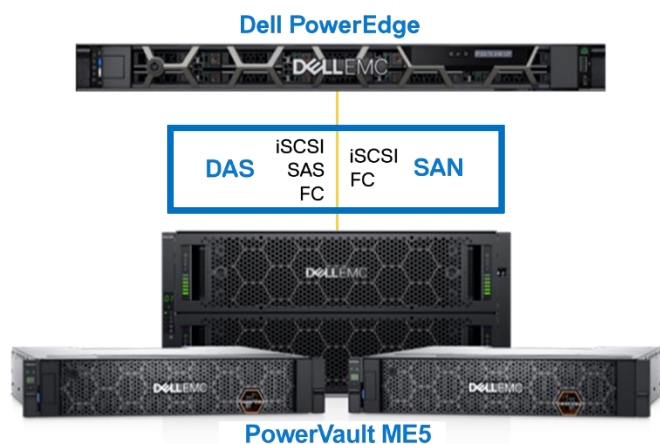 Dell PowerEdge
DELLEMC
DAS
iSCSI
SAS
FC
iSCSI
FC
SAN
DELLEMC
DELLEMC
DELLEMC
PowerVault ME5